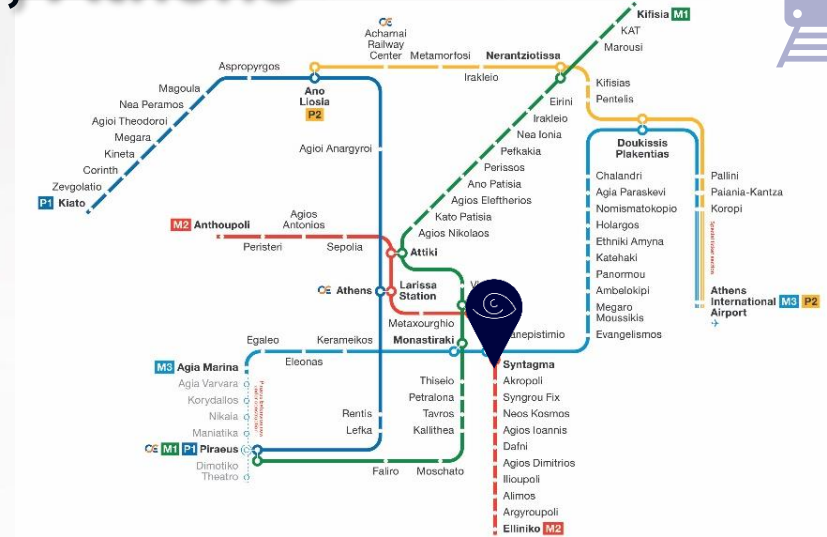 Kifisia M1
KAT
Marousi
Acharnai
Railway
Center
Metamorfosi
Nerantziotissa
Irakleio
Aspropyrgos
Ano
Liosia
P2
Magoula
Nea Peramos
Agioi Theodoroi
Megara
Kineta
Corinth
Zevgolatio
P1 Kiato
Agioi Anargyroi
Kifisias
Pentelis
Eirini
Irakleio
Nea Ionia
Pefkakia
Perissos
Ano Patisia
Agios Eleftherios
Kato Patisia
Agios Nikolaos
Doukissis
Plakentias
Chalandri
Agia Paraskevi
Nomismatokopio
Holargos
Ethniki Amyna
Katehaki
Panormou
Ambelokipi
Megaro
Moussikis
Evangelismos
Pallini
Paiania-Kantza
Koropi
Athens
International M3 P2
Airport
M2 Anthoupoli
Peristeri
Agios
Antonios
Sepolia
Attiki
Athens
Larissa
Station
Metaxourghio
Egaleo
Eleonas
Kerameikos
Monastiraki
M3 Agia Marina
Agia Varvara
Korydallos
Nikaia
Maniatika
M1 P1 Piraeus
Dimotiko
Theatro
Rentis
Lefka
Thiseio
Petralona
Tavros
Kallithea
Faliro
Moschato
Syntagma
Akropoli
Syngrou Fix
Neos Kosmos
Agios Ioannis
Dafni
Agios Dimitrios
Ilioupoli
Alimos
Argyroupoli
Elliniko M2